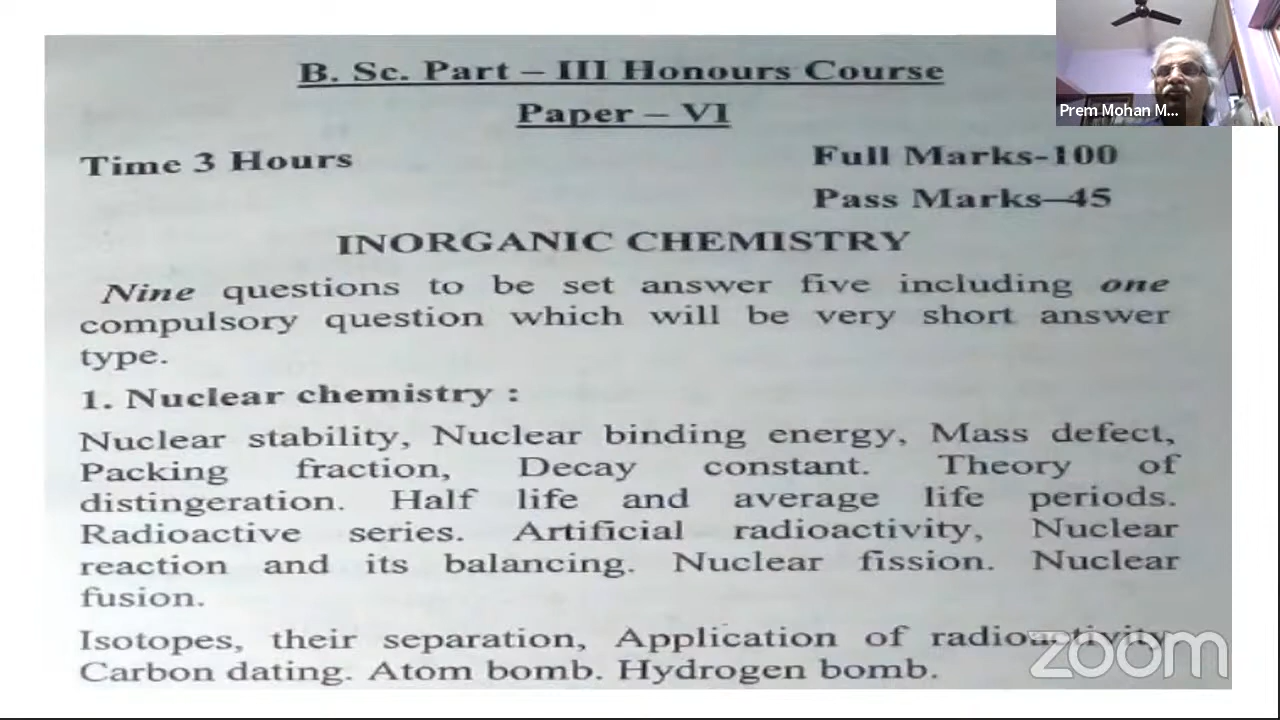 B. Sc. Part – III Honours Course
Paper – VI
Time 3 Hours
Full Marks-100
Pass Marks–45
INORGANIC CHEMISTRY
Nine questions to be set answer five including one
compulsory question which will be very short answer
type.
1. Nuclear chemistry :
Nuclear stability, Nuclear binding energy, Mass defect,
Packing fraction, Decay constant. Theory of
distingeration. Half life and average life periods.
Radioactive series. Artificial radioactivity, Nuclear
reaction and its balancing. Nuclear fission. Nuclear
fusion.
Isotopes, their separation, Application of radioactivity
Carbon dating. Atom bomb. Hydrogen bomb.
Prem Mohan M...
zoom